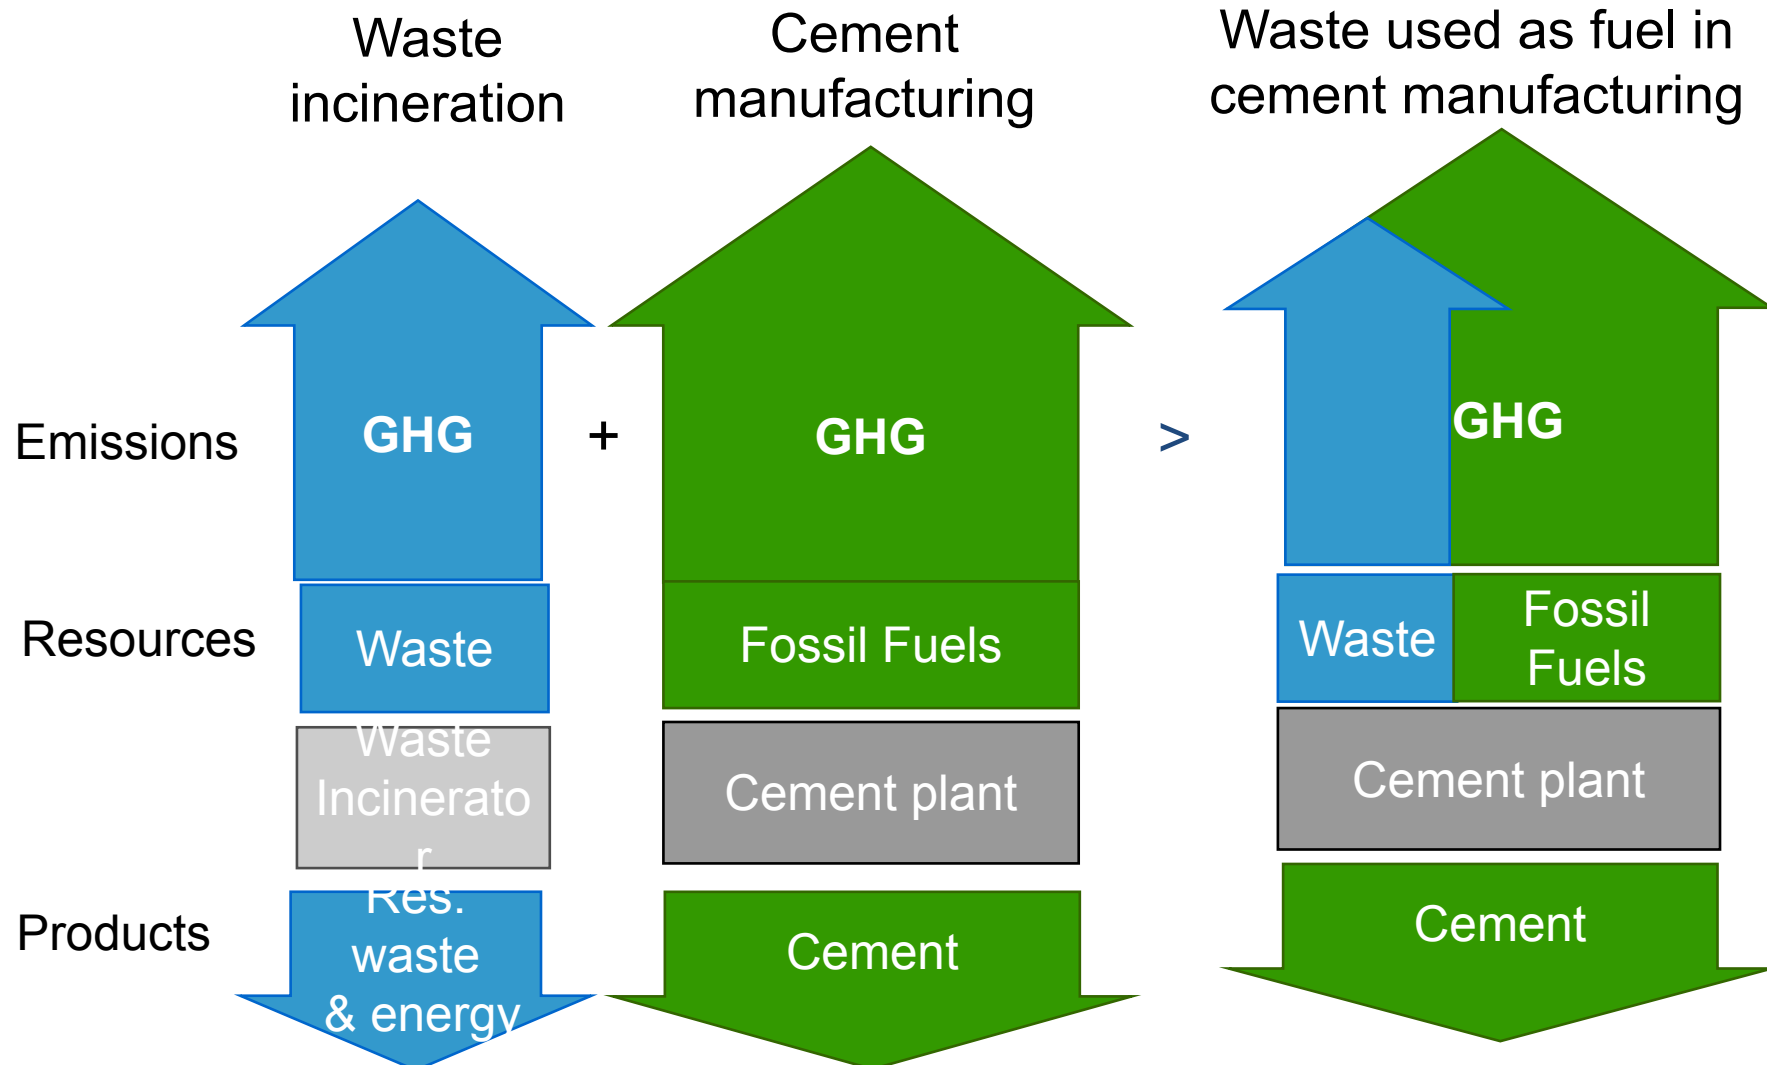 Waste
incineration
Cement
manufacturing
Waste used as fuel in
cement manufacturing
Emissions
GHG
+
GHG
>
GHG
Resources
Waste
Fossil Fuels
Waste
Fossil
Fuels
Waste
Incinerato
r
Cement plant
Cement plant
Products
Res.
waste
& energy
Cement
Cement